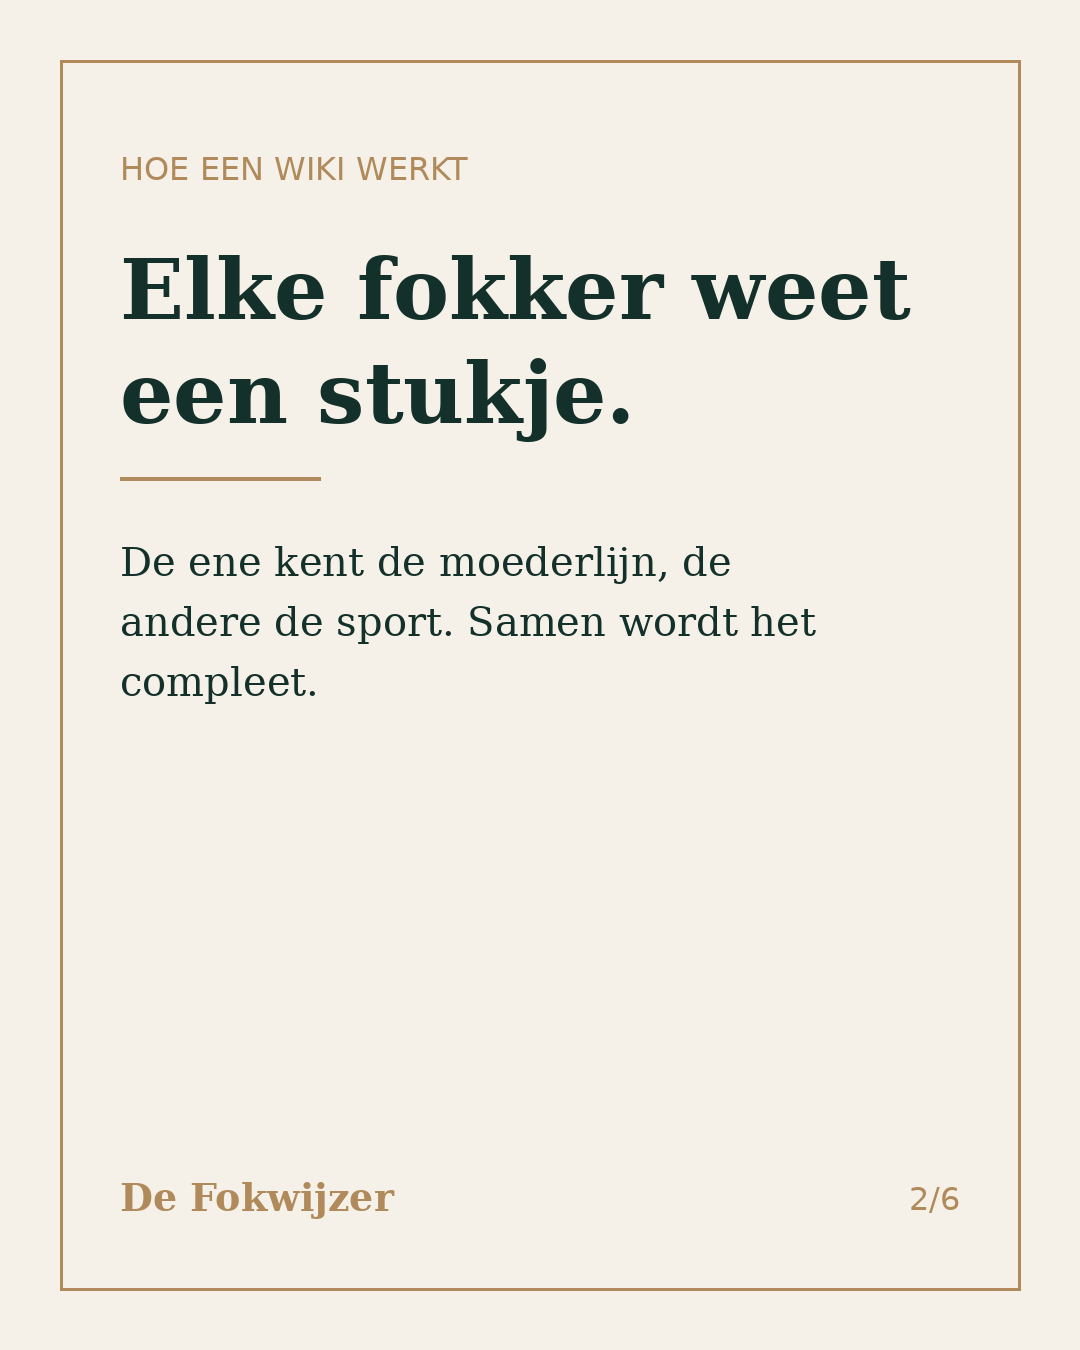 HOE EEN WIKI WERKT
Elke fokker weet
een stukje.
De ene kent de moederlijn, de
andere de sport. Samen wordt het
compleet.
De Fokwijzer
2/6